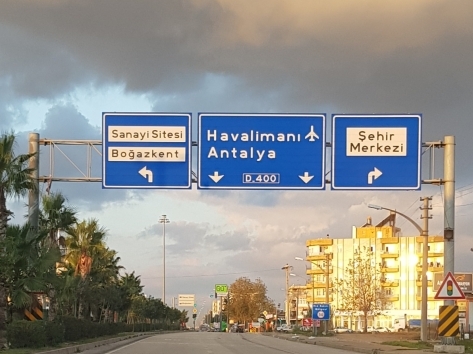 Sanayi Sitesi
Boğazkent
Havalimanı
Antalya
D.400
Şehir
Merkezi